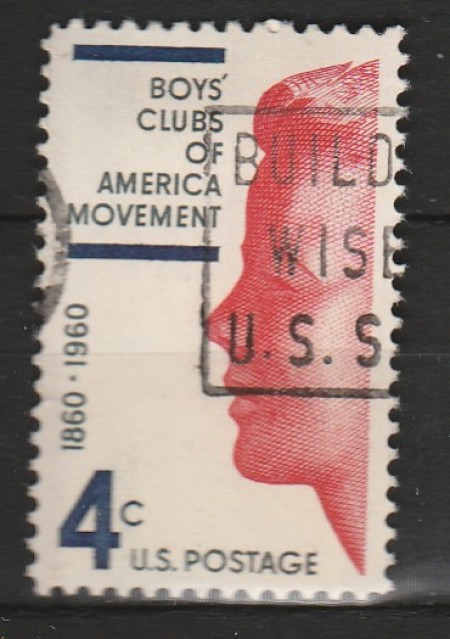 BOYS'
CLUBS
OF
AMERICA
MOVEMENT
1860 · 1960
4c
U.S. POSTAGE
BUILD
WISE
U.S.S